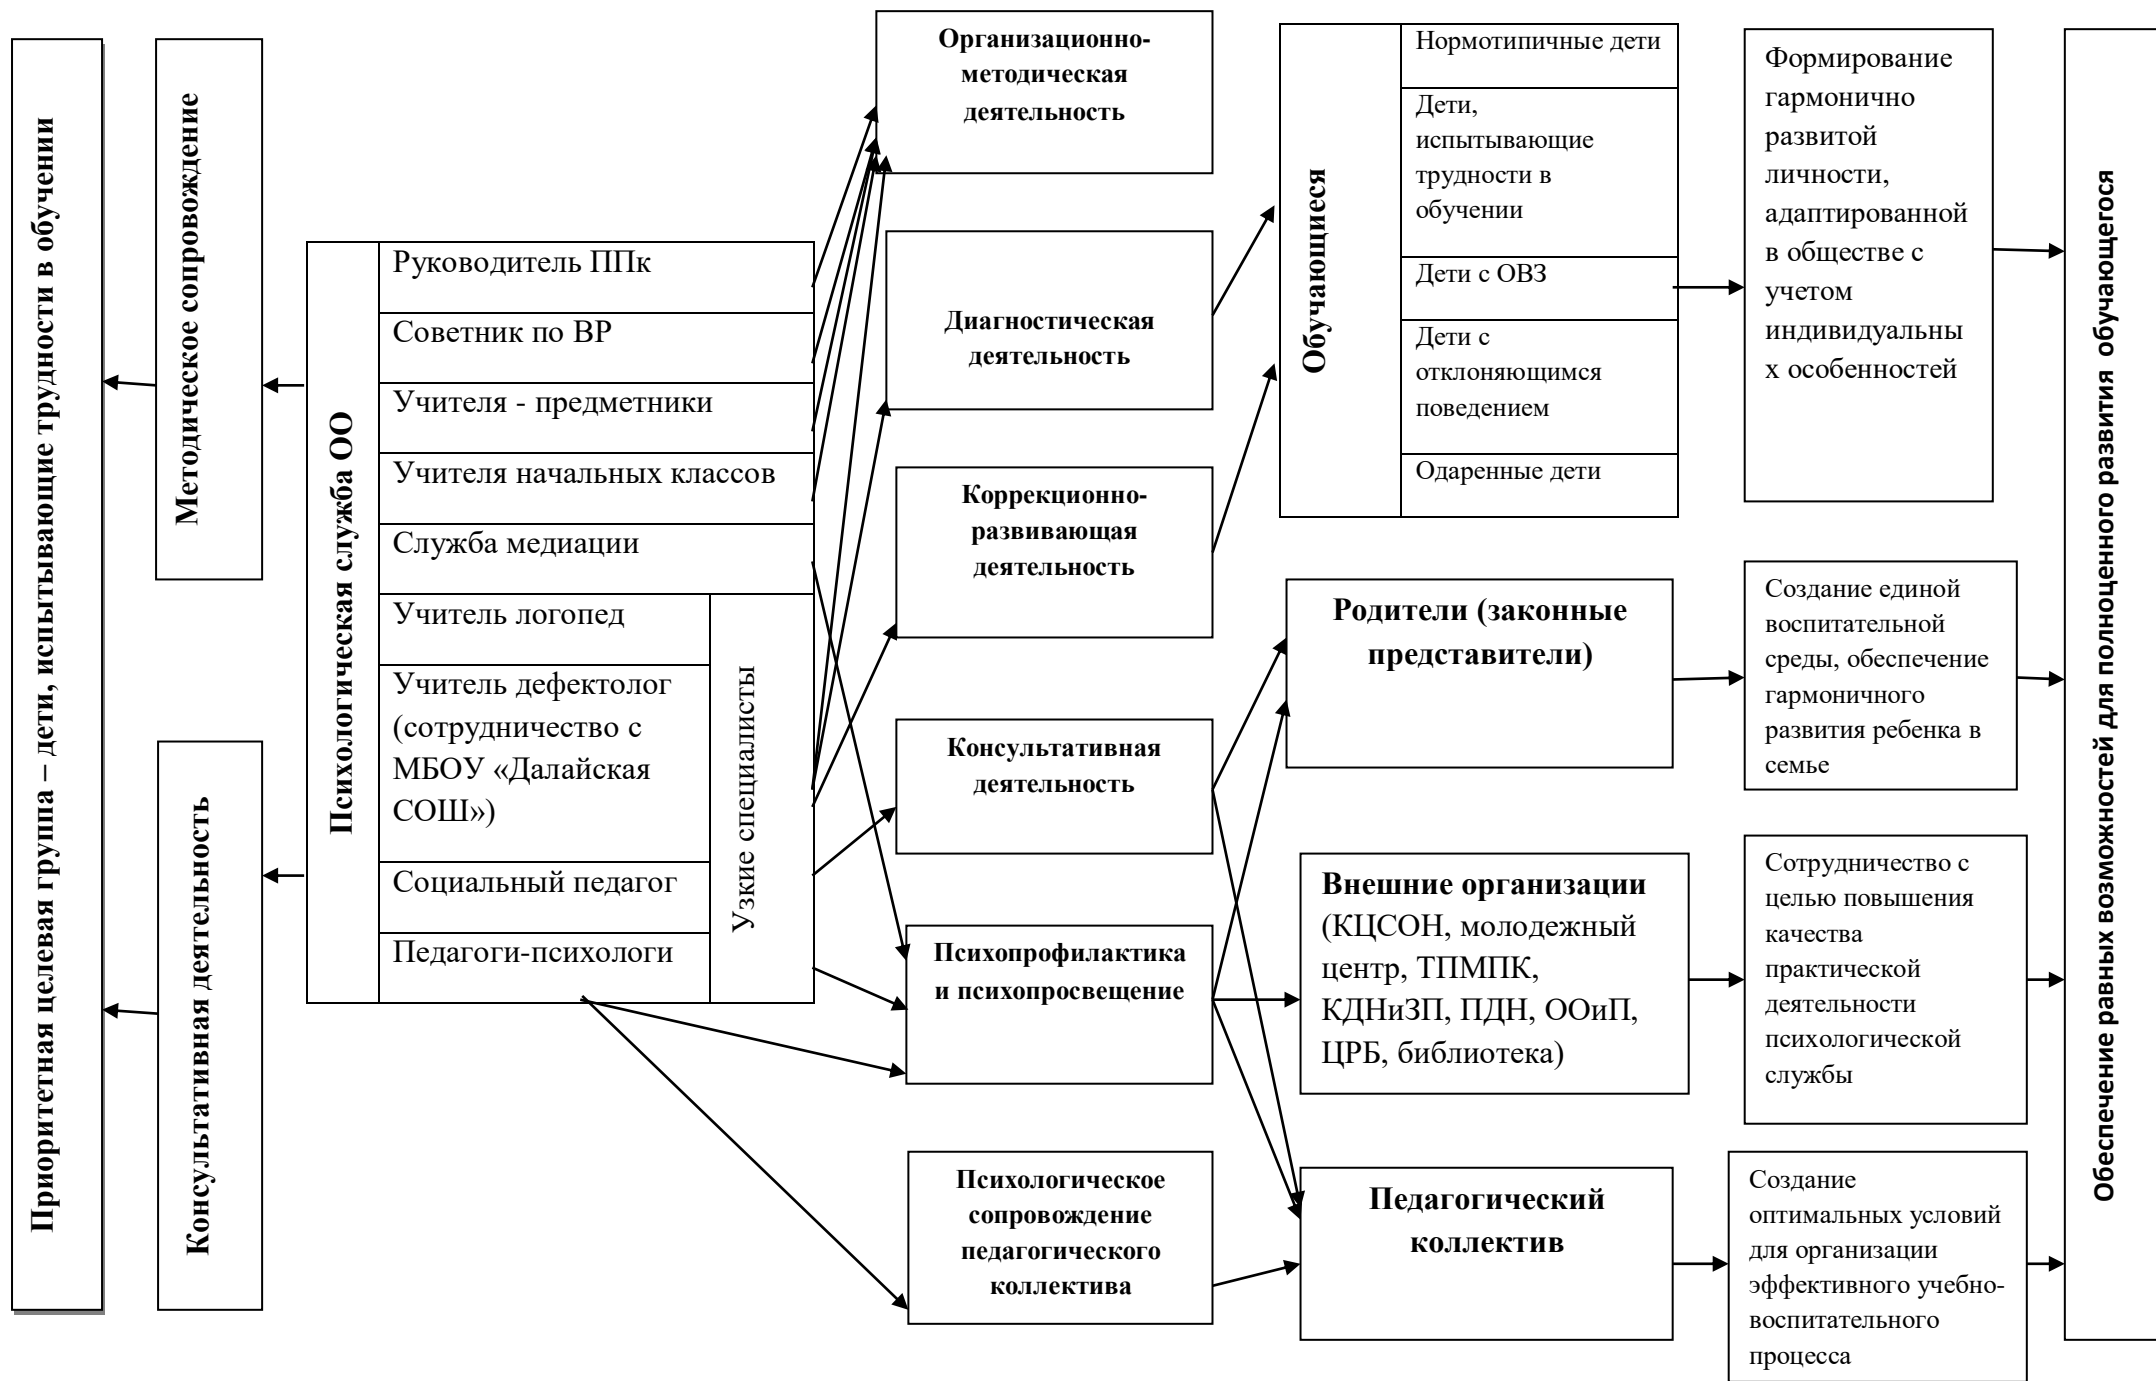 Приоритетная целевая группа – дети, испытывающие трудности в обучении
Методическое сопровождение
Консультативная деятельность
Психологическая служба ОО
Руководитель ППк
Советник по ВР
Учителя - предметники
Учителя начальных классов
Служба медиации
Учитель логопед
Учитель дефектолог
(сотрудничество с
МБОУ «Далайская
СОШ»)
Социальный педагог
Педагоги-психологи
Узкие специалисты
Организационно-
методическая
деятельность
Диагностическая
деятельность
Коррекционно-
развивающая
деятельность
Консультативная
деятельность
Психопрофилактика
и психопросвещение
Психологическое
сопровождение
педагогического
коллектива
Обучающиеся
Нормотипичные дети
Дети,
испытывающие
трудности в
обучении
Дети с ОВЗ
Дети с
отклоняющимся
поведением
Одаренные дети
Родители (законные
представители)
Внешние организации
(КЦСОН, молодежный
центр, ТПМПК,
КДНиЗП, ПДН, ООиП,
ЦРБ, библиотека)
Педагогический
коллектив
Формирование
гармонично
развитой
личности,
адаптированной
в обществе с
учетом
индивидуальны
х особенностей
Создание единой
воспитательной
среды, обеспечение
гармоничного
развития ребенка в
семье
Сотрудничество с
целью повышения
качества
практической
деятельности
психологической
службы
Создание
оптимальных условий
для организации
эффективного учебно-
воспитательного
процесса
Обеспечение равных возможностей для полноценного развития обучающегося